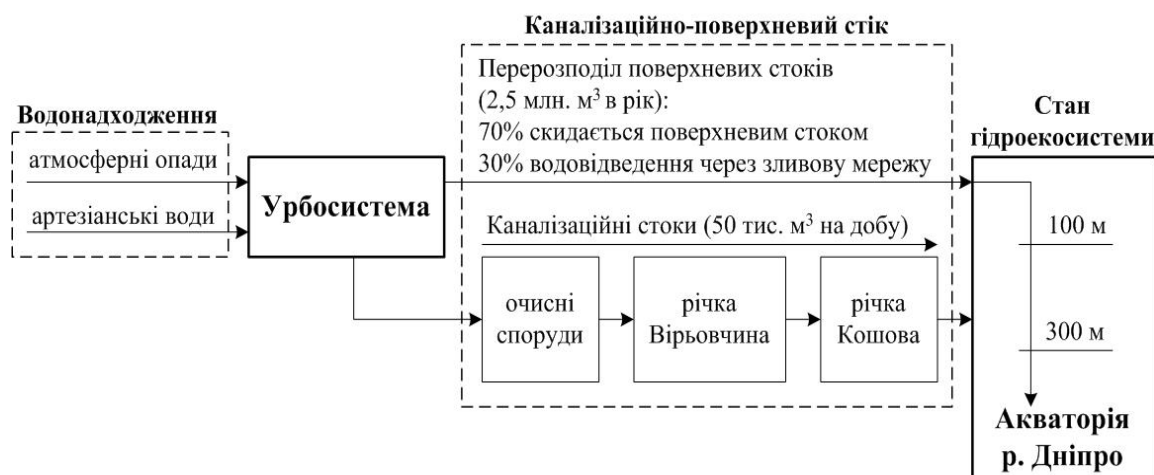 Каналізаційно-поверхневий стік
Перерозподіл поверхневих стоків
(2,5 млн. м³ в рік):
70% скидається поверхневим стоком
30% водовідведення через зливову мережу
Водонадходження
атмосферні опади
артезіанські води
Урбосистема
Каналізаційні стоки (50 тис. м³ на добу)
очисні
споруди
річка
Вірьовчина
річка
Кошова
Стан
гідроекосистеми
100 м
300 м
Акваторія
р. Дніпро